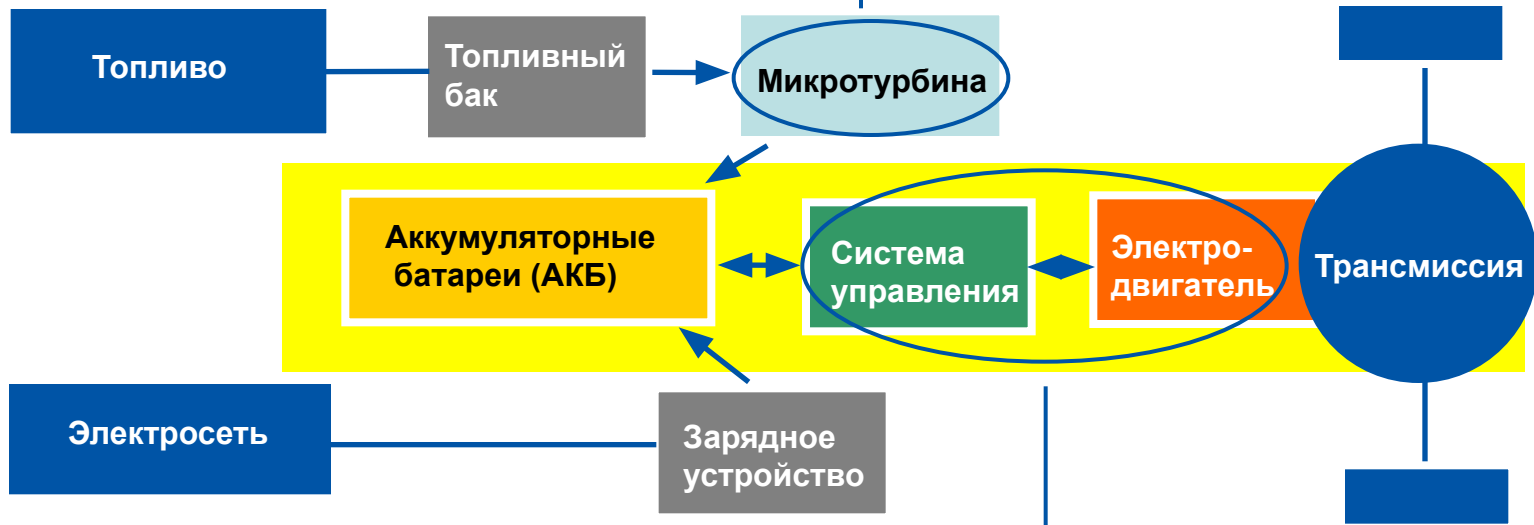 Топливо
Топливный
бак
Микротурбина
Аккумуляторные
батареи (АКБ)
Система
управления
Электро-
двигатель
Трансмиссия
Электросеть
Зарядное
устройство